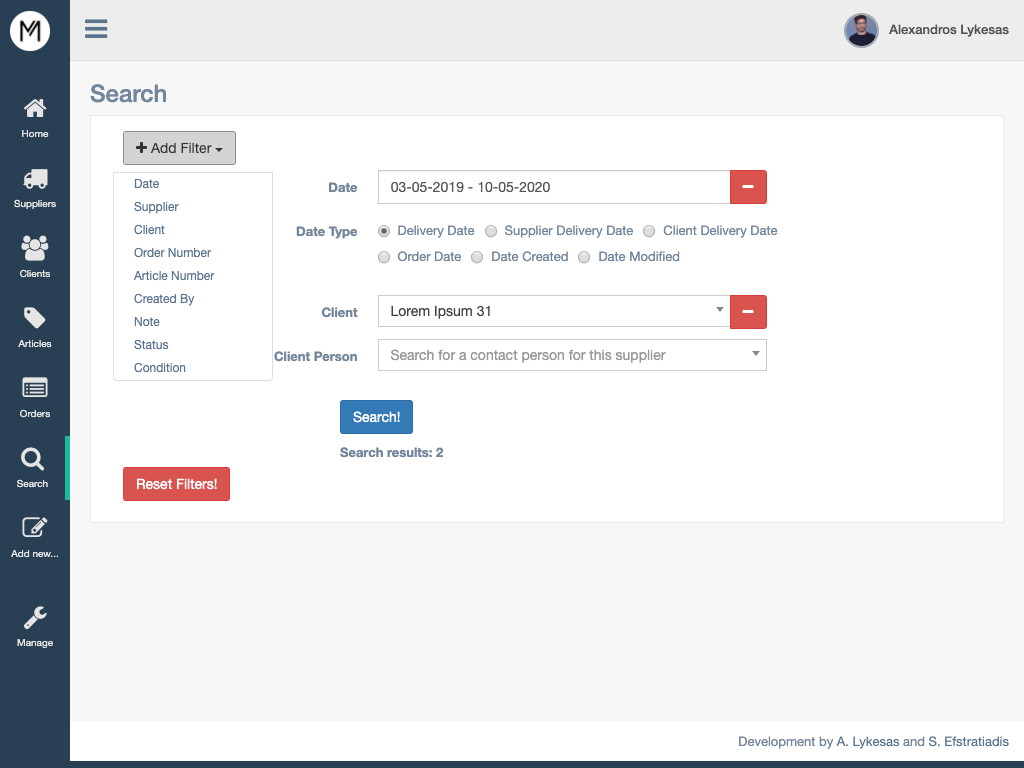 M
Alexandros Lykesas
Home
Suppliers
Clients
Articles
Orders
Search
Add new...
Manage
Search
Add Filter
Date
Supplier
Client
Order Number
Article Number
Created By
Note
Status
Condition
Date 03-05-2019 - 10-05-2020
Date Type Delivery Date Supplier Delivery Date Client Delivery Date
Order Date Date Created Date Modified
Client Lorem Ipsum 31
Client Person Search for a contact person for this supplier
Search!
Search results: 2
Reset Filters!
Development by A. Lykesas and S. Efstratiadis